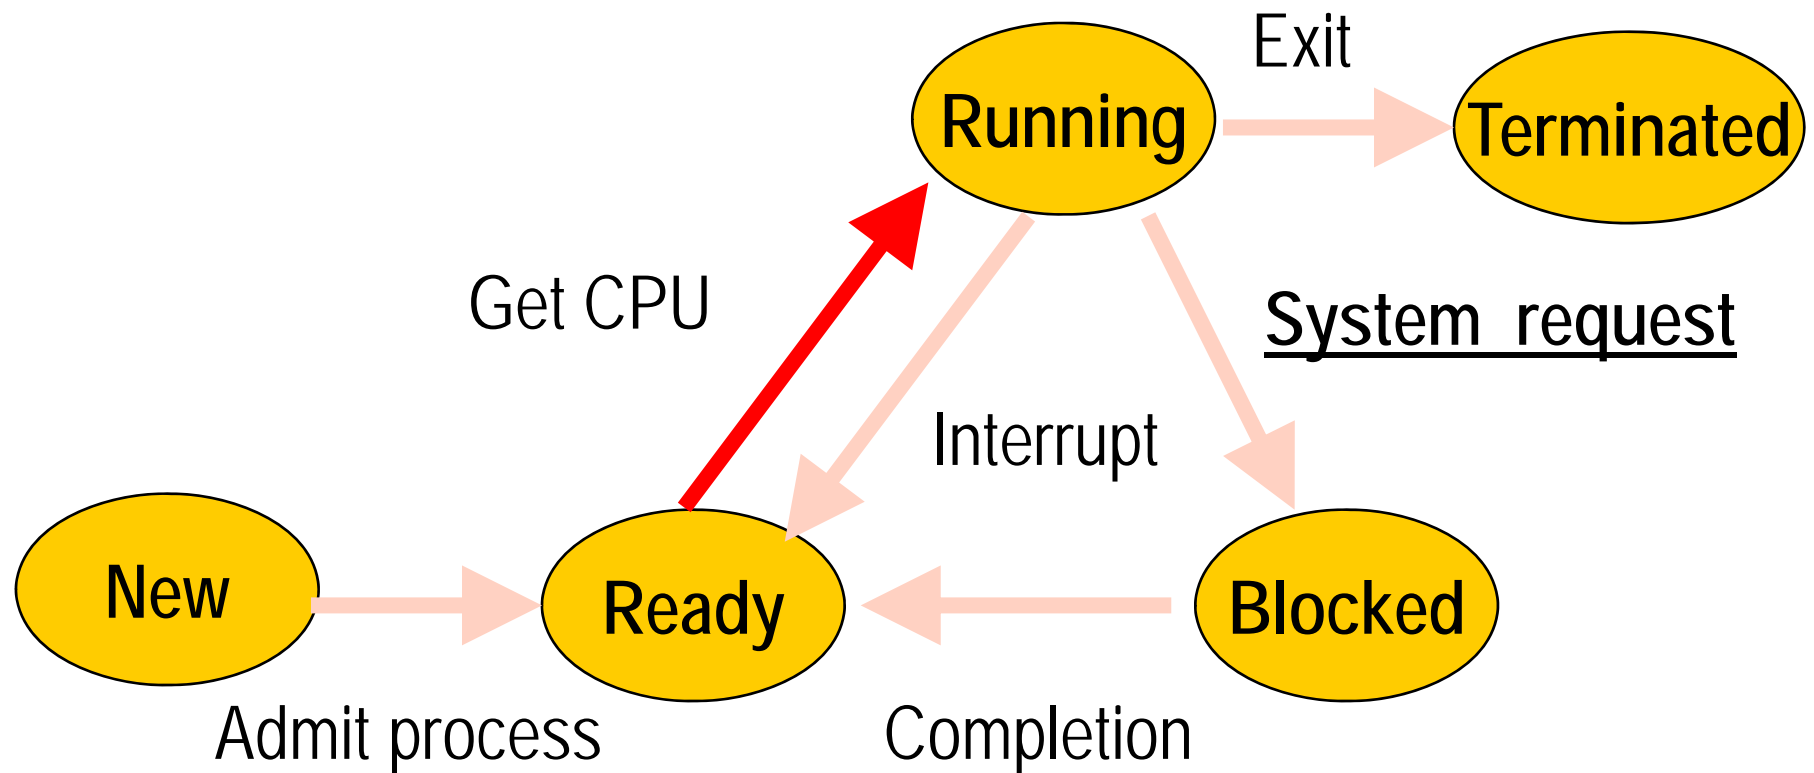 Exit
Running
Terminated
Get CPU
System request
Interrupt
New
Ready
Blocked
Admit process
Completion